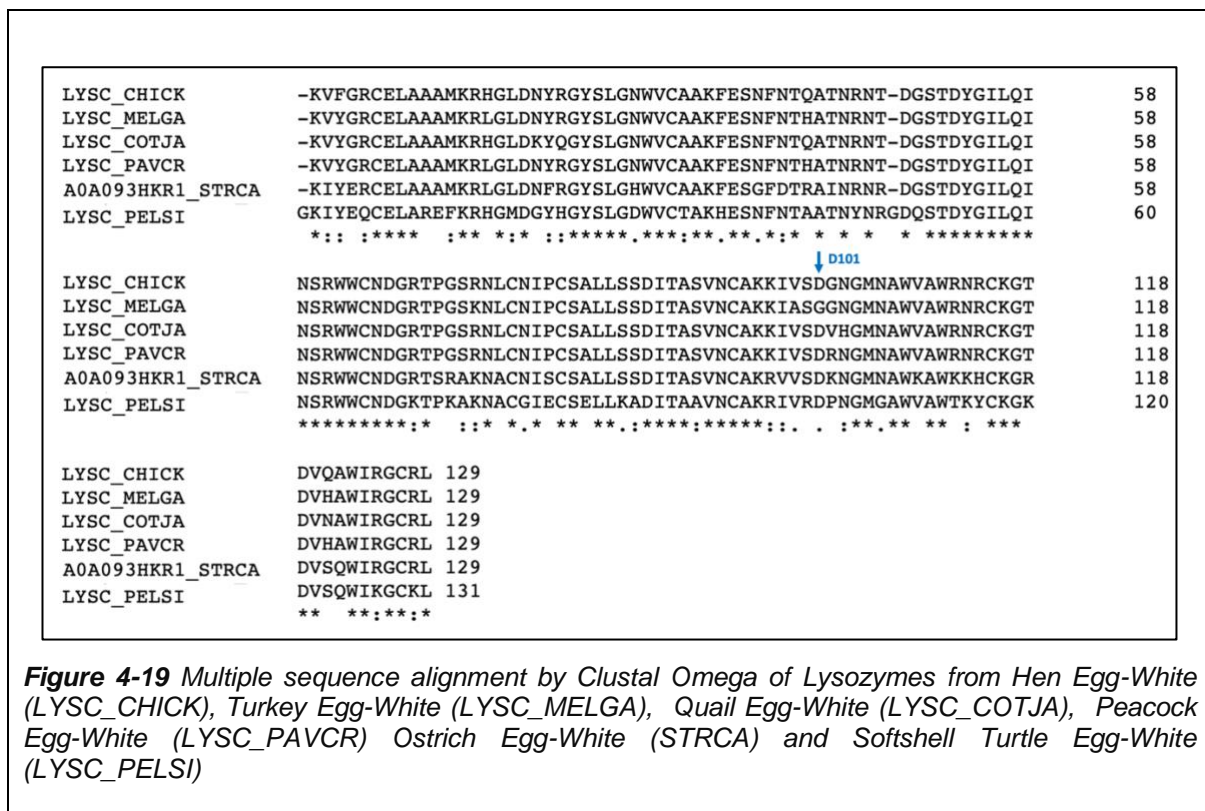 LYSC_CHICK -KVFGRCELAAAMKRHGLDNYRGYSLGNWVCAAKFESNFNTQATNRNT-DGSTDYGILQI 58
LYSC_MELGA -KVYGRCELAAAMKRLGLDNYRGYSLGNWVCAAKFESNFNTHATNRNT-DGSTDYGILQI 58
LYSC_COTJA -KVYGRCELAAAMKRHGLDKYQGYSLGNWVCAAKFESNFNTQATNRNT-DGSTDYGILQI 58
LYSC_PAVCR -KVYGRCELAAAMKRLGLDNYRGYSLGNWVCAAKFESNFNTHATNRNT-DGSTDYGILQI 58
A0A093HKR1_STRCA -KIYERCELAAAMKRLGLDNFRGYSLGHWVCAAKFESGFDTRAINRNR-DGSTDYGILQI 58
LYSC_PELSI GKIYEQCELAREFKRHGMDGYHGYSLGDWVCTAKHESNFNTAATNYNRGDQSTDYGILQI 60
*:: :**** :** *:* ::*****.***:**.**.*:* * * * * *********
D101
LYSC_CHICK NSRWWCNDGRTPGSRNLCNIPCSALLSSDITASVNCAKKIVSDGNGMNAWVAWRNRCKGT 118
LYSC_MELGA NSRWWCNDGRTPGSKNLCNIPCSALLSSDITASVNCAKKIASGGNGMNAWVAWRNRCKGT 118
LYSC_COTJA NSRWWCNDGRTPGSRNLCNIPCSALLSSDITASVNCAKKIVSDVHGMNAWVAWRNRCKGT 118
LYSC_PAVCR NSRWWCNDGRTPGSRNLCNIPCSALLSSDITASVNCAKKIVSDRNGMNAWVAWRNRCKGT 118
A0A093HKR1_STRCA NSRWWCNDGRTSRAKNACNISCSALLSSDITASVNCAKRVVSDKNGMNAWKAWKKHCKGR 118
LYSC_PELSI NSRWWCNDGKTPKAKNACGIECSELLKADITAAVNCAKRIVRDPNGMGAWVAWTKYCKGK 120
*********:* ::* *.* ** **.:****:*****::. . :**.** ** : ***
LYSC_CHICK DVQAWIRGCRL 129
LYSC_MELGA DVHAWIRGCRL 129
LYSC_COTJA DVNAWIRGCRL 129
LYSC_PAVCR DVHAWIRGCRL 129
A0A093HKR1_STRCA DVSQWIRGCRL 129
LYSC_PELSI DVSQWIKGCKL 131
** **:**:*
Figure 4-19 Multiple sequence alignment by Clustal Omega of Lysozymes from Hen Egg-White
(LYSC_CHICK), Turkey Egg-White (LYSC_MELGA), Quail Egg-White (LYSC_COTJA), Peacock
Egg-White (LYSC_PAVCR) Ostrich Egg-White (STRCA) and Softshell Turtle Egg-White
(LYSC_PELSI)